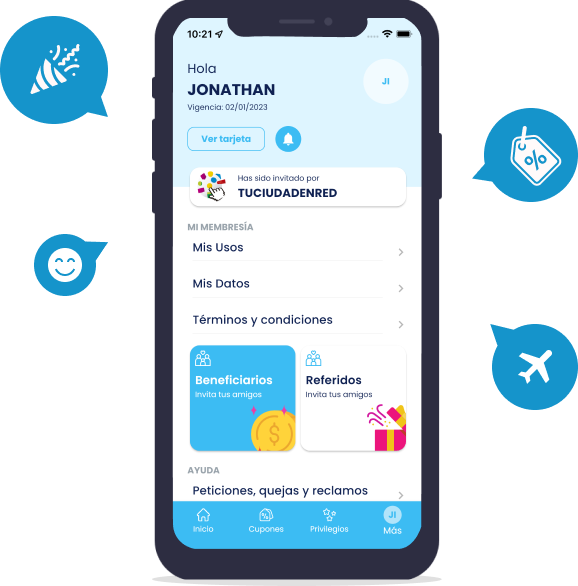 10:21
Hola
JONATHAN
JI
Vigencia: 02/01/2023
Ver tarjeta
%
Has sido invitado por
TUCIUDADENRED
MI MEMBRESÍA
Mis Usos
Mis Datos
Términos y condiciones
Beneficiarios
Invita tus amigos
$
Referidos
Invita tus amigos
AYUDA
Peticiones, quejas y reclamos
Inicio
Cupones
Privilegios
JI
Más